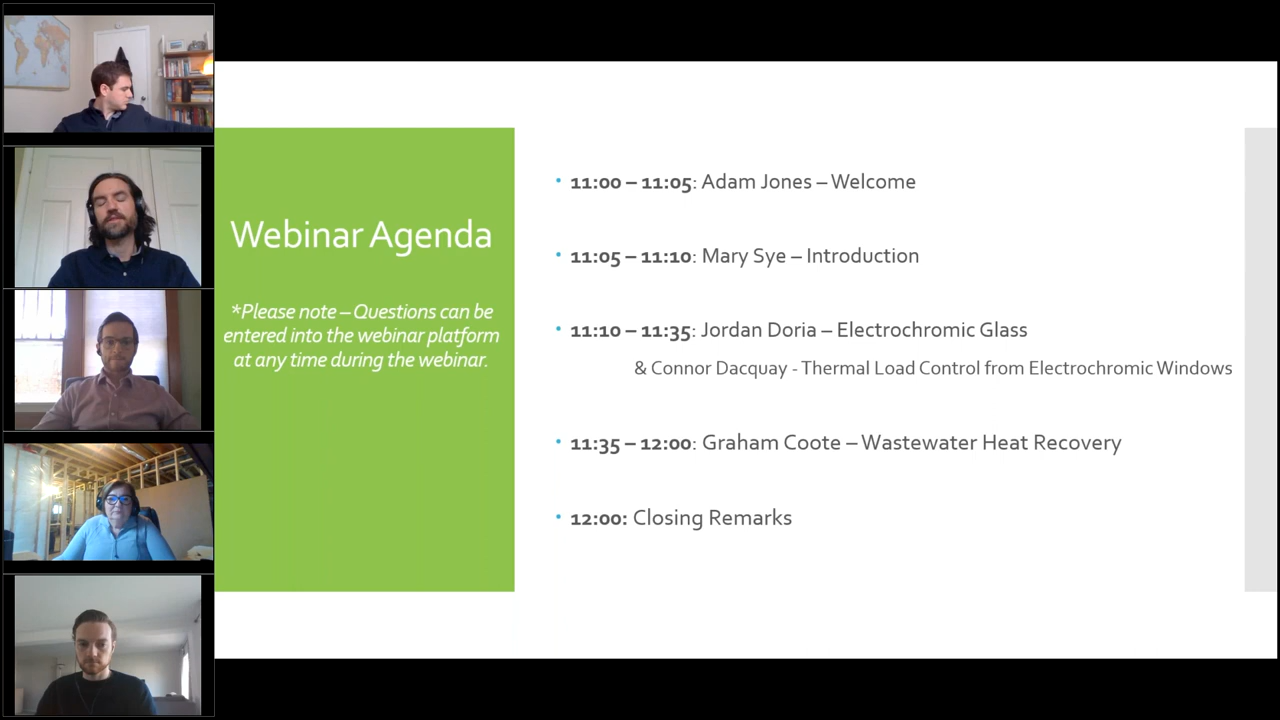 Webinar Agenda
*Please note – Questions can be
entered into the webinar platform
at any time during the webinar.
• 11:00 – 11:05: Adam Jones – Welcome
• 11:05 – 11:10: Mary Sye – Introduction
• 11:10 – 11:35: Jordan Doria – Electrochromic Glass
& Connor Dacquay - Thermal Load Control from Electrochromic Windows
• 11:35 – 12:00: Graham Coote – Wastewater Heat Recovery
• 12:00: Closing Remarks